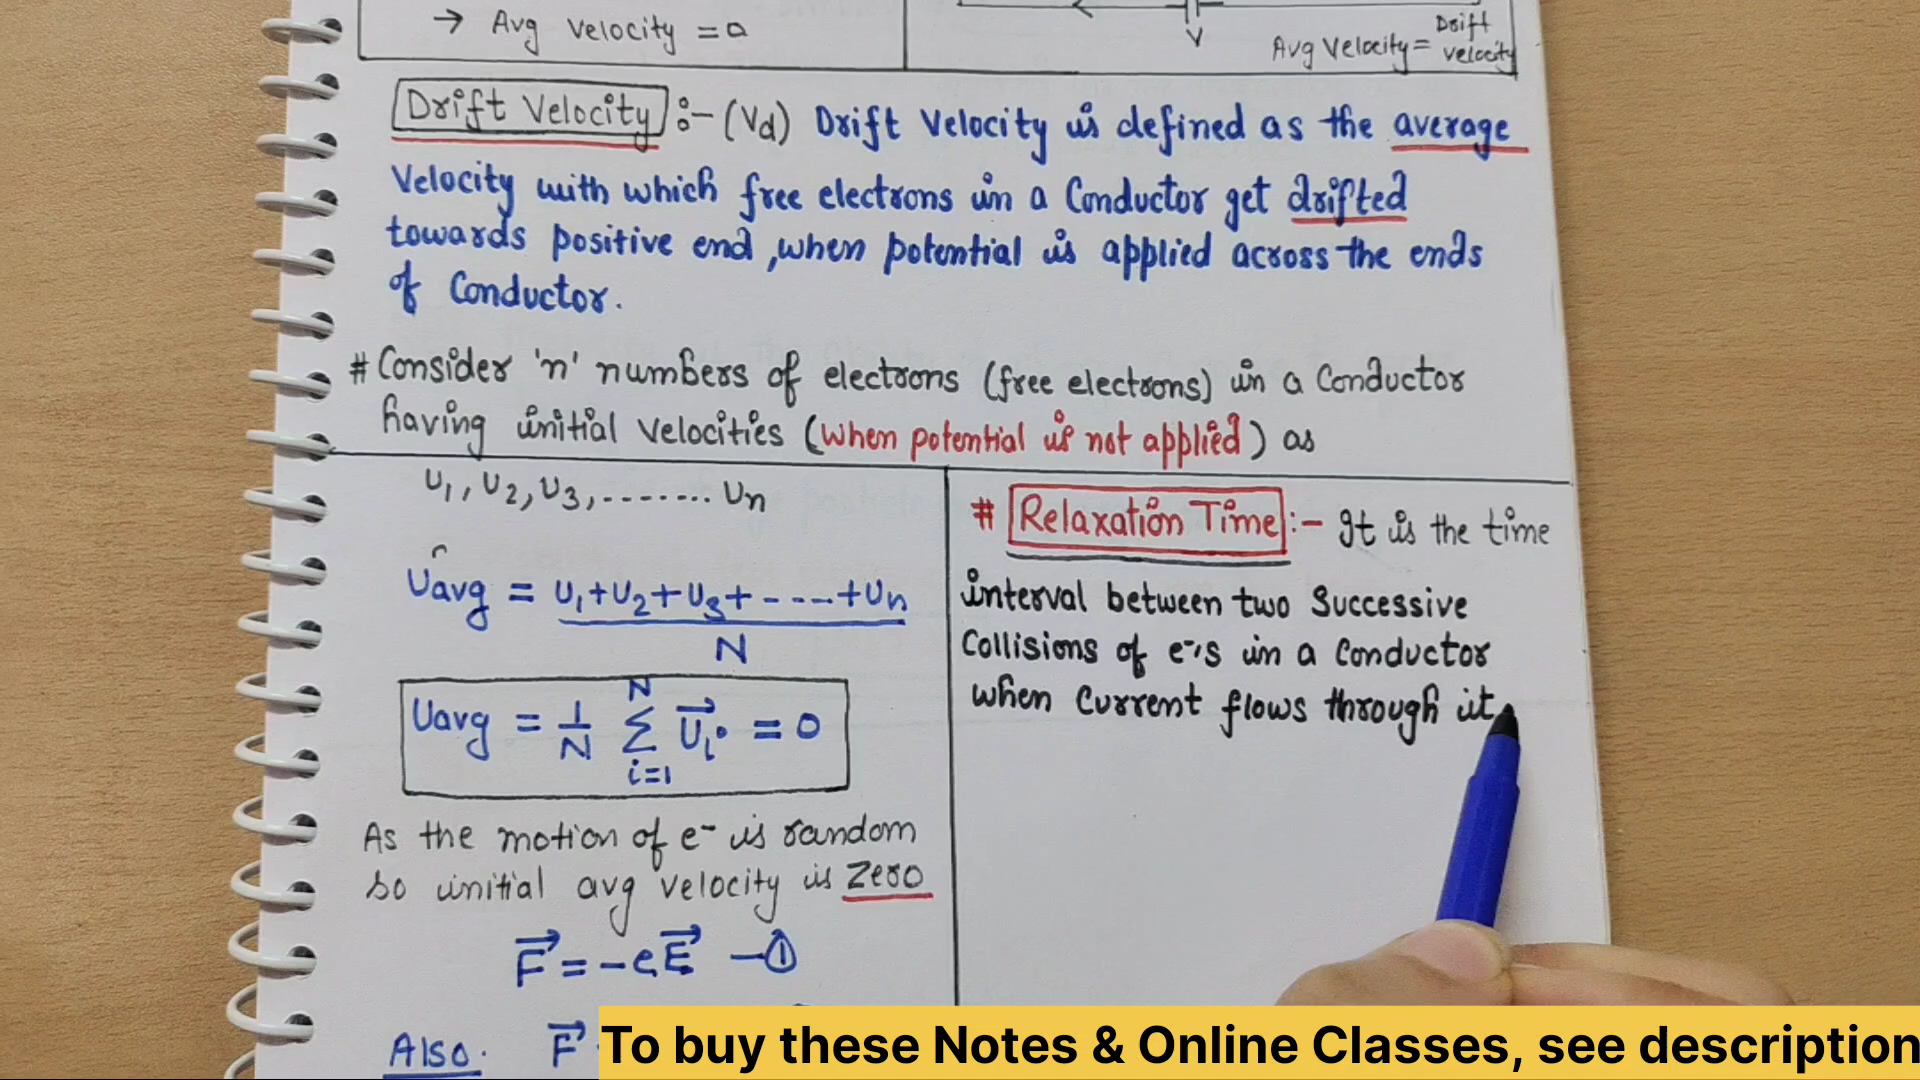 → Avg Velocity = 0
V
Avg Velocity = Drift Velocity
Drift Velocity :- (Vd) Drift Velocity is defined as the average
Velocity with which free electrons in a Conductor get drifted
towards positive end, when potential is applied across the ends
of Conductor.
# Consider 'n' numbers of electrons (free electrons) in a Conductor
having initial velocities (when potential is not applied) as
U₁, U₂, U₃, ....... Un
Uavg = U₁+U₂+U₃+ - - - - +Un
N
Uavg = 1/N N Σ i=1 U⃗i = 0
As the motion of e⁻ is random
so initial avg velocity is Zero
F⃗ = -eE⃗ -①
Also. F⃗
# Relaxation Time :- It is the time
interval between two Successive
Collisions of e⁻'s in a Conductor
when Current flows through it.
To buy these Notes & Online Classes, see description